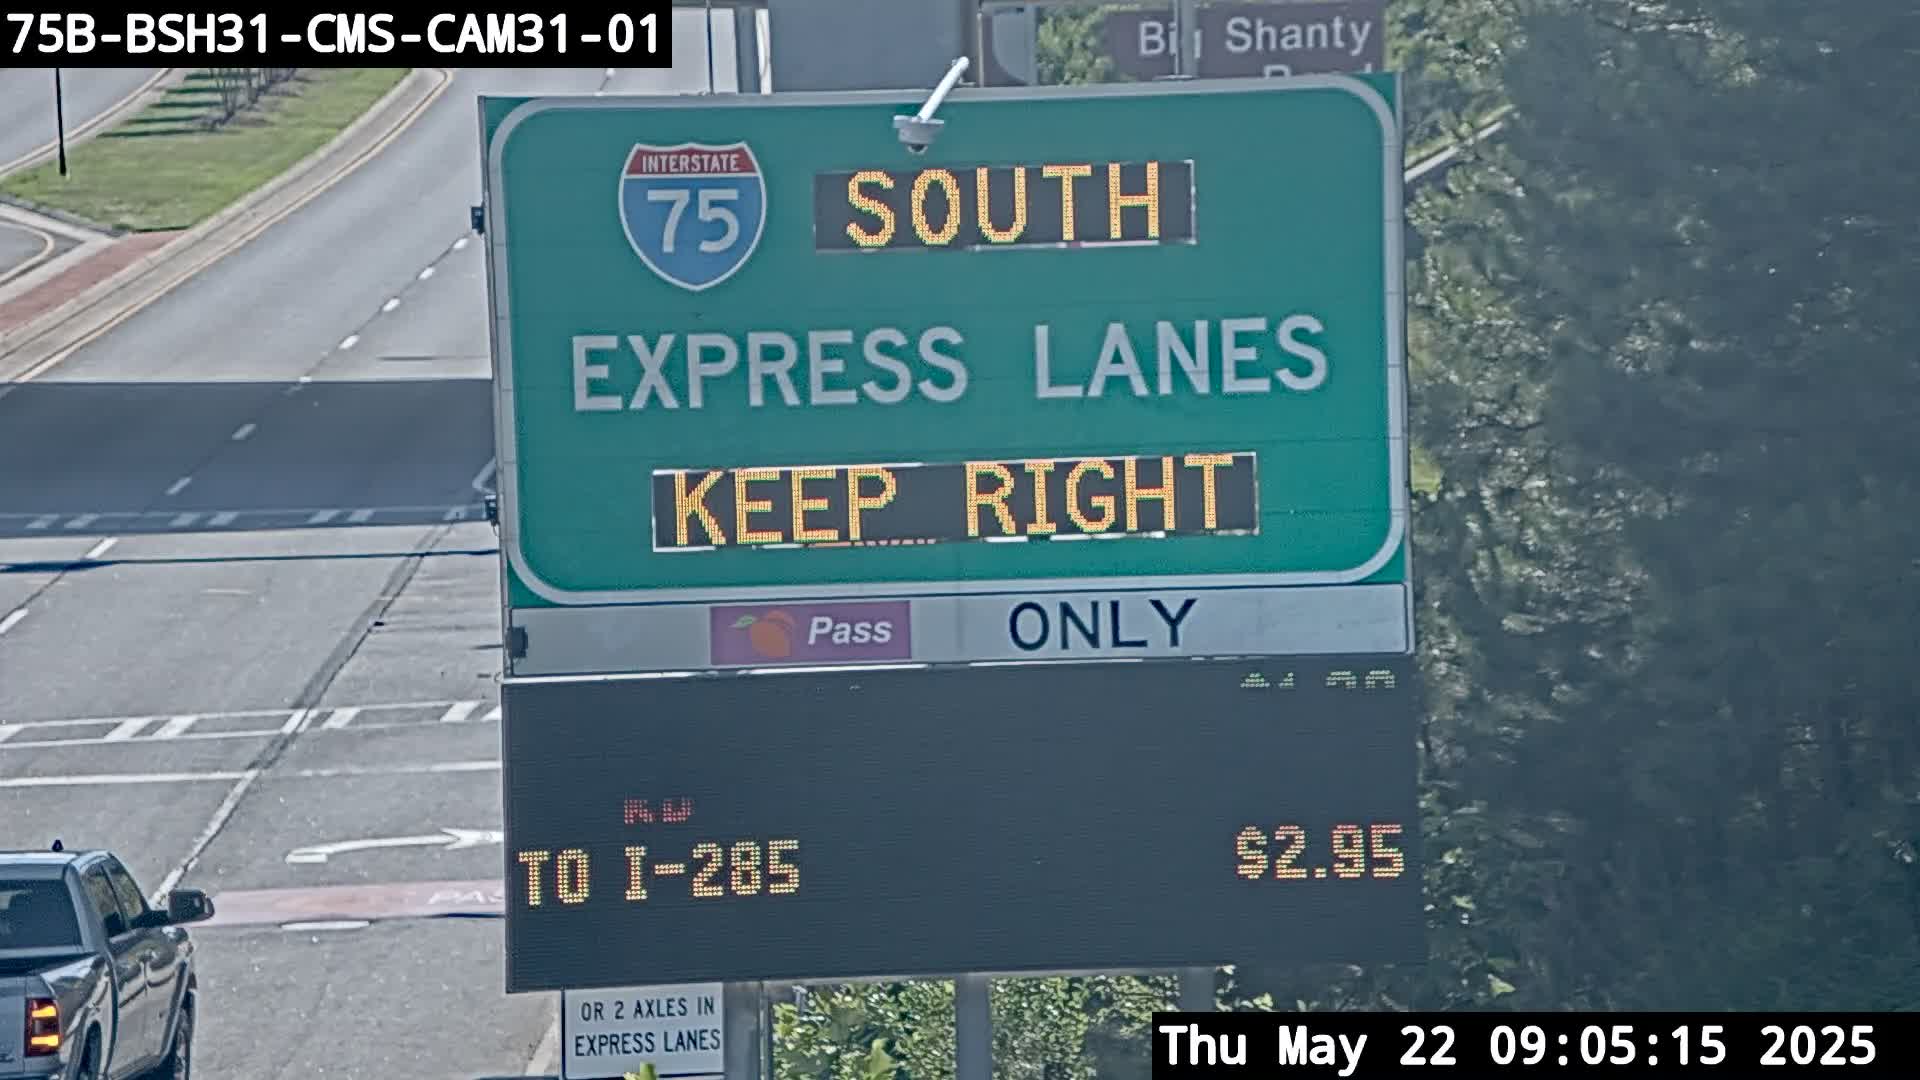 75B-BSH31-CMS-CAM31-01
Big Shanty
INTERSTATE
75
SOUTH
EXPRESS LANES
KEEP RIGHT
Pass ONLY
TO I-285 $2.95
OR 2 AXLES IN
EXPRESS LANES
Thu May 22 09:05:15 2025